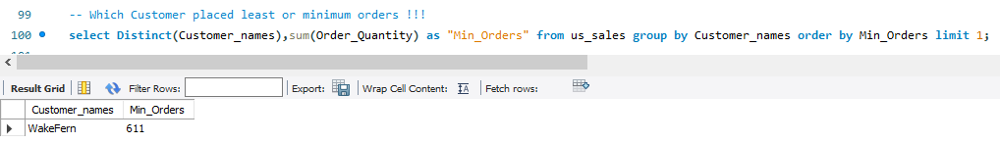 99 -- Which Customer placed least or minimum orders !!!
100 select Distinct(Customer_names),sum(Order_Quantity) as "Min_Orders" from us_sales group by Customer_names order by Min_Orders limit 1;
Result Grid Filter Rows: Export: Wrap Cell Content: Fetch rows:
Customer_names Min_Orders
WakeFern 611